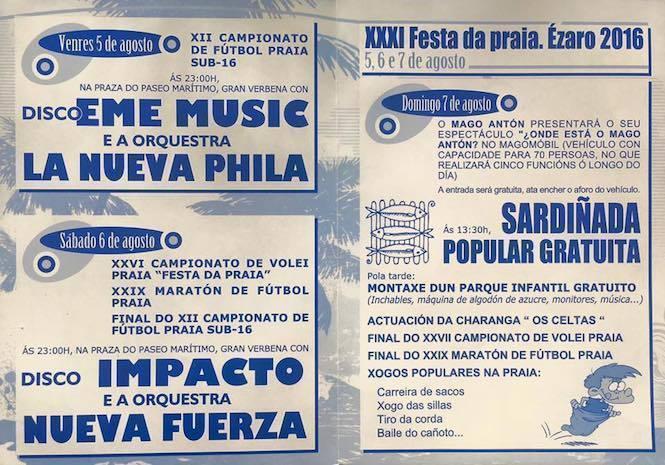 Venres 5 de agosto
XII CAMPIONATO
DE FÚTBOL PRAIA
SUB-16
ÁS 23:00H,
NA PRAZA DO PASEO MARÍTIMO, GRAN VERBENA CON
DISCO EME MUSIC
E A ORQUESTRA
LA NUEVA PHILA
Sábado 6 de agosto
XXVI CAMPIONATO DE VOLEI
PRAIA "FESTA DA PRAIA"
XXIX MARATÓN DE FÚTBOL
PRAIA
FINAL DO XII CAMPIONATO DE
FÚTBOL PRAIA SUB-16
ÁS 23:00H, NA PRAZA DO PASEO MARÍTIMO, GRAN VERBENA CON
DISCO IMPACTO
E A ORQUESTRA
NUEVA FUERZA
XXXI Festa da praia. Ézaro 2016
5, 6 e 7 de agosto
Domingo 7 de agosto
O MAGO ANTÓN PRESENTARÁ O SEU
ESPECTÁCULO "¿ONDE ESTÁ O MAGO
ANTÓN? NO MAGOMÓBIL (VEHÍCULO CON
CAPACIDADE PARA 70 PERSOAS, NO QUE
REALIZARÁ CINCO FUNCIÓNS Ó LONGO DO
DÍA)
A entrada será gratuita, ata encher o aforo do vehículo.
Ás 13:30h, SARDIÑADA
POPULAR GRATUITA
Pola tarde:
MONTAXE DUN PARQUE INFANTIL GRATUITO
(Inchables, máquina de algodón de azucre, monitores, música...)
ACTUACIÓN DA CHARANGA " OS CELTAS "
FINAL DO XXVII CAMPIONATO DE VOLEI PRAIA
FINAL DO XXIX MARATÓN DE FÚTBOL PRAIA
XOGOS POPULARES NA PRAIA:
Carreira de sacos
Xogo das sillas
Tiro da corda
Baile do cañoto...